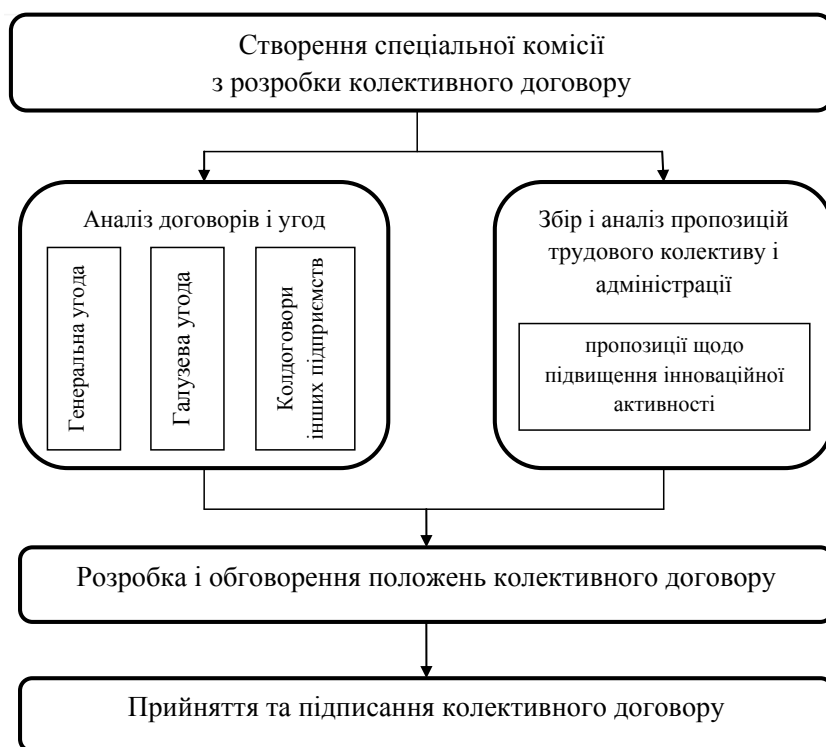 Створення спеціальної комісії
з розробки колективного договору
Аналіз договорів і угод
Генеральна угода
Галузева угода
Колдоговори
інших підприємств
Збір і аналіз пропозицій
трудового колективу і
адміністрації
пропозиції щодо
підвищення інноваційної
активності
Розробка і обговорення положень колективного договору
Прийняття та підписання колективного договору